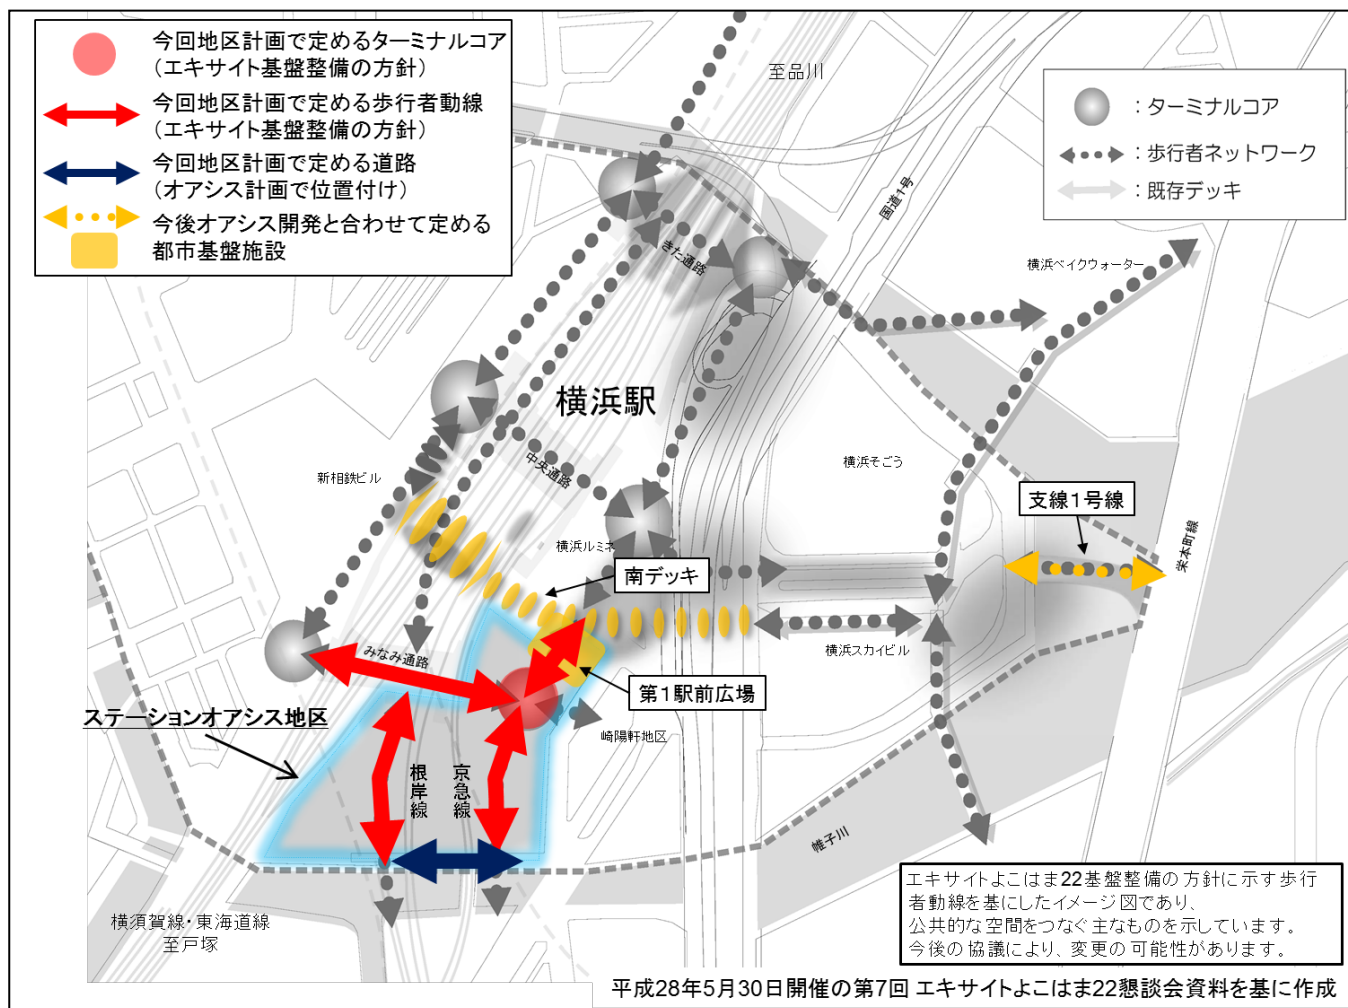 今回地区計画で定めるターミナルコア
(エキサイト基盤整備の方針)
今回地区計画で定める歩行者動線
(エキサイト基盤整備の方針)
今回地区計画で定める道路
(オアシス計画で位置付け)
今後オアシス開発と合わせて定める
都市基盤施設
至品川
：ターミナルコア
：歩行者ネットワーク
：既存デッキ
国道1号
きた通路
横浜ベイクウォーター
横浜駅
中央通路
新相鉄ビル
横浜そごう
支線1号線
栄本町線
横浜ルミネ
南デッキ
みなみ通路
横浜スカイビル
第1駅前広場
ステーションオアシス地区
崎陽軒地区
根岸線
京急線
帷子川
横須賀線・東海道線
至戸塚
エキサイトよこはま22基盤整備の方針に示す歩行
者動線を基にしたイメージ図であり、
公共的な空間をつなぐ主なものを示しています。
今後の協議により、変更の可能性があります。
平成28年5月30日開催の第7回 エキサイトよこはま22懇談会資料を基に作成